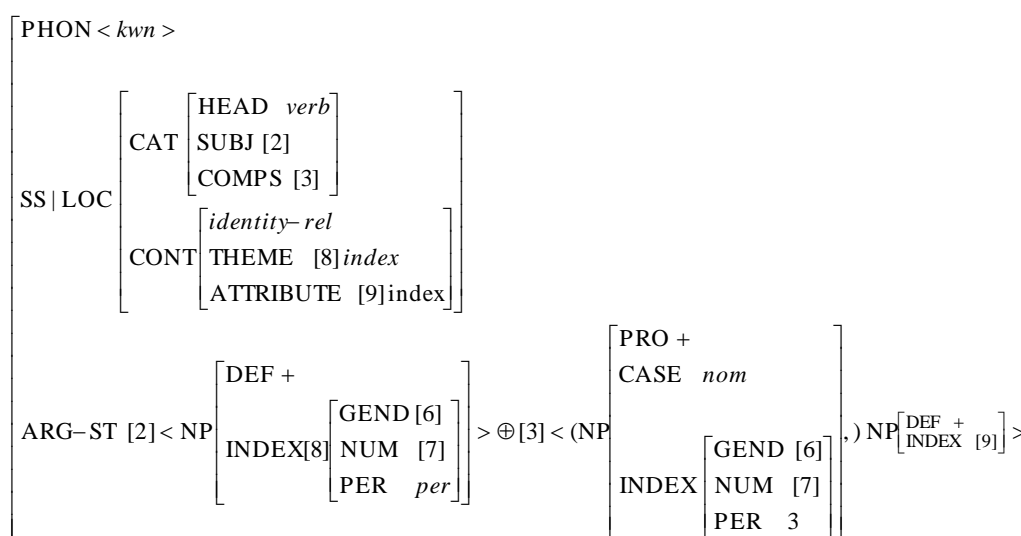 PHON < kwn >
HEAD verb
CAT SUBJ [2]
COMPS [3]
SS | LOC
identity– rel
CONT THEME [8] index
ATTRIBUTE [9]index
PRO +
CASE nom
DEF +
GEND [6]
ARG–ST [2] < NP INDEX[8] NUM [7] > ⊕ [3] < (NP , ) NP DEF + INDEX [9] >
PER per
GEND [6]
INDEX NUM [7]
PER 3